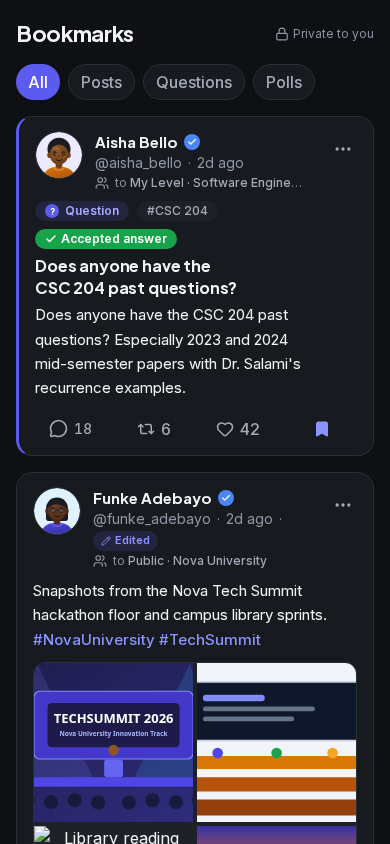 Bookmarks
Private to you
All
Posts
Questions
Polls
Aisha Bello
@aisha_bello · 2d ago
to My Level · Software Engine…
? Question
#CSC 204
Accepted answer
Does anyone have the
CSC 204 past questions?
Does anyone have the CSC 204 past
questions? Especially 2023 and 2024
mid-semester papers with Dr. Salami's
recurrence examples.
18
6
42
Funke Adebayo
@funke_adebayo · 2d ago ·
Edited
to Public · Nova University
Snapshots from the Nova Tech Summit
hackathon floor and campus library sprints.
#NovaUniversity #TechSummit
TECHSUMMIT 2026
Nova University Innovation Track
Library reading